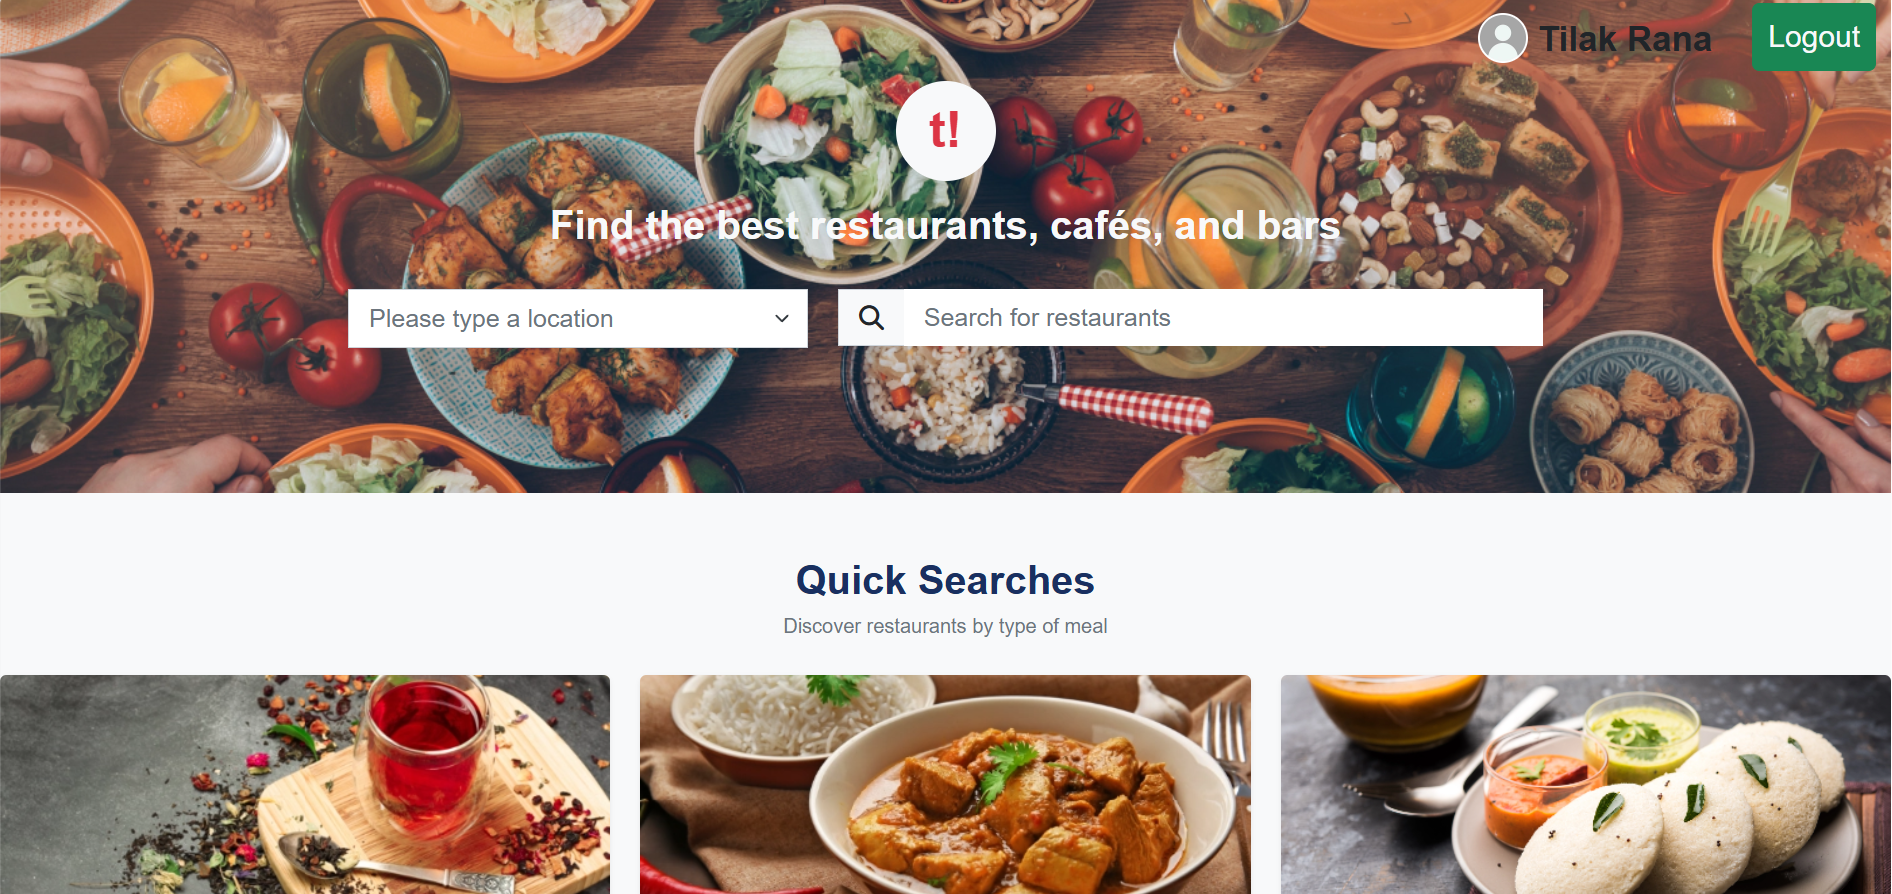 Tilak Rana
Logout
t!
Find the best restaurants, cafés, and bars
Please type a location
Search for restaurants
Quick Searches
Discover restaurants by type of meal